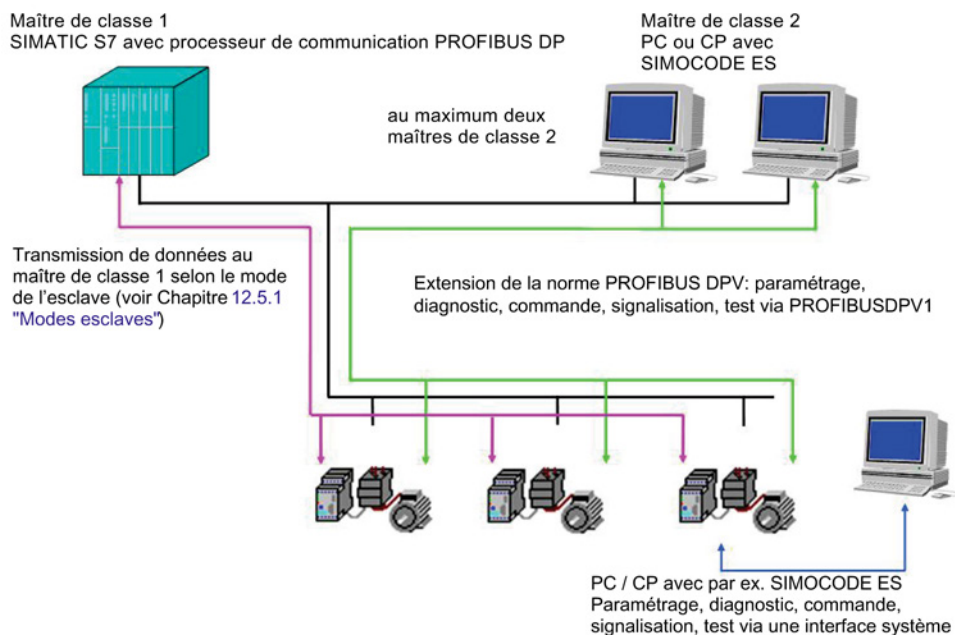 Maître de classe 1
SIMATIC S7 avec processeur de communication PROFIBUS DP
Maître de classe 2
PC ou CP avec
SIMOCODE ES
au maximum deux
maîtres de classe 2
Transmission de données au
maître de classe 1 selon le mode
de l'esclave (voir Chapitre 12.5.1
"Modes esclaves")
Extension de la norme PROFIBUS DPV: paramétrage,
diagnostic, commande, signalisation, test via PROFIBUSDPV1
PC / CP avec par ex. SIMOCODE ES
Paramétrage, diagnostic, commande,
signalisation, test via une interface système